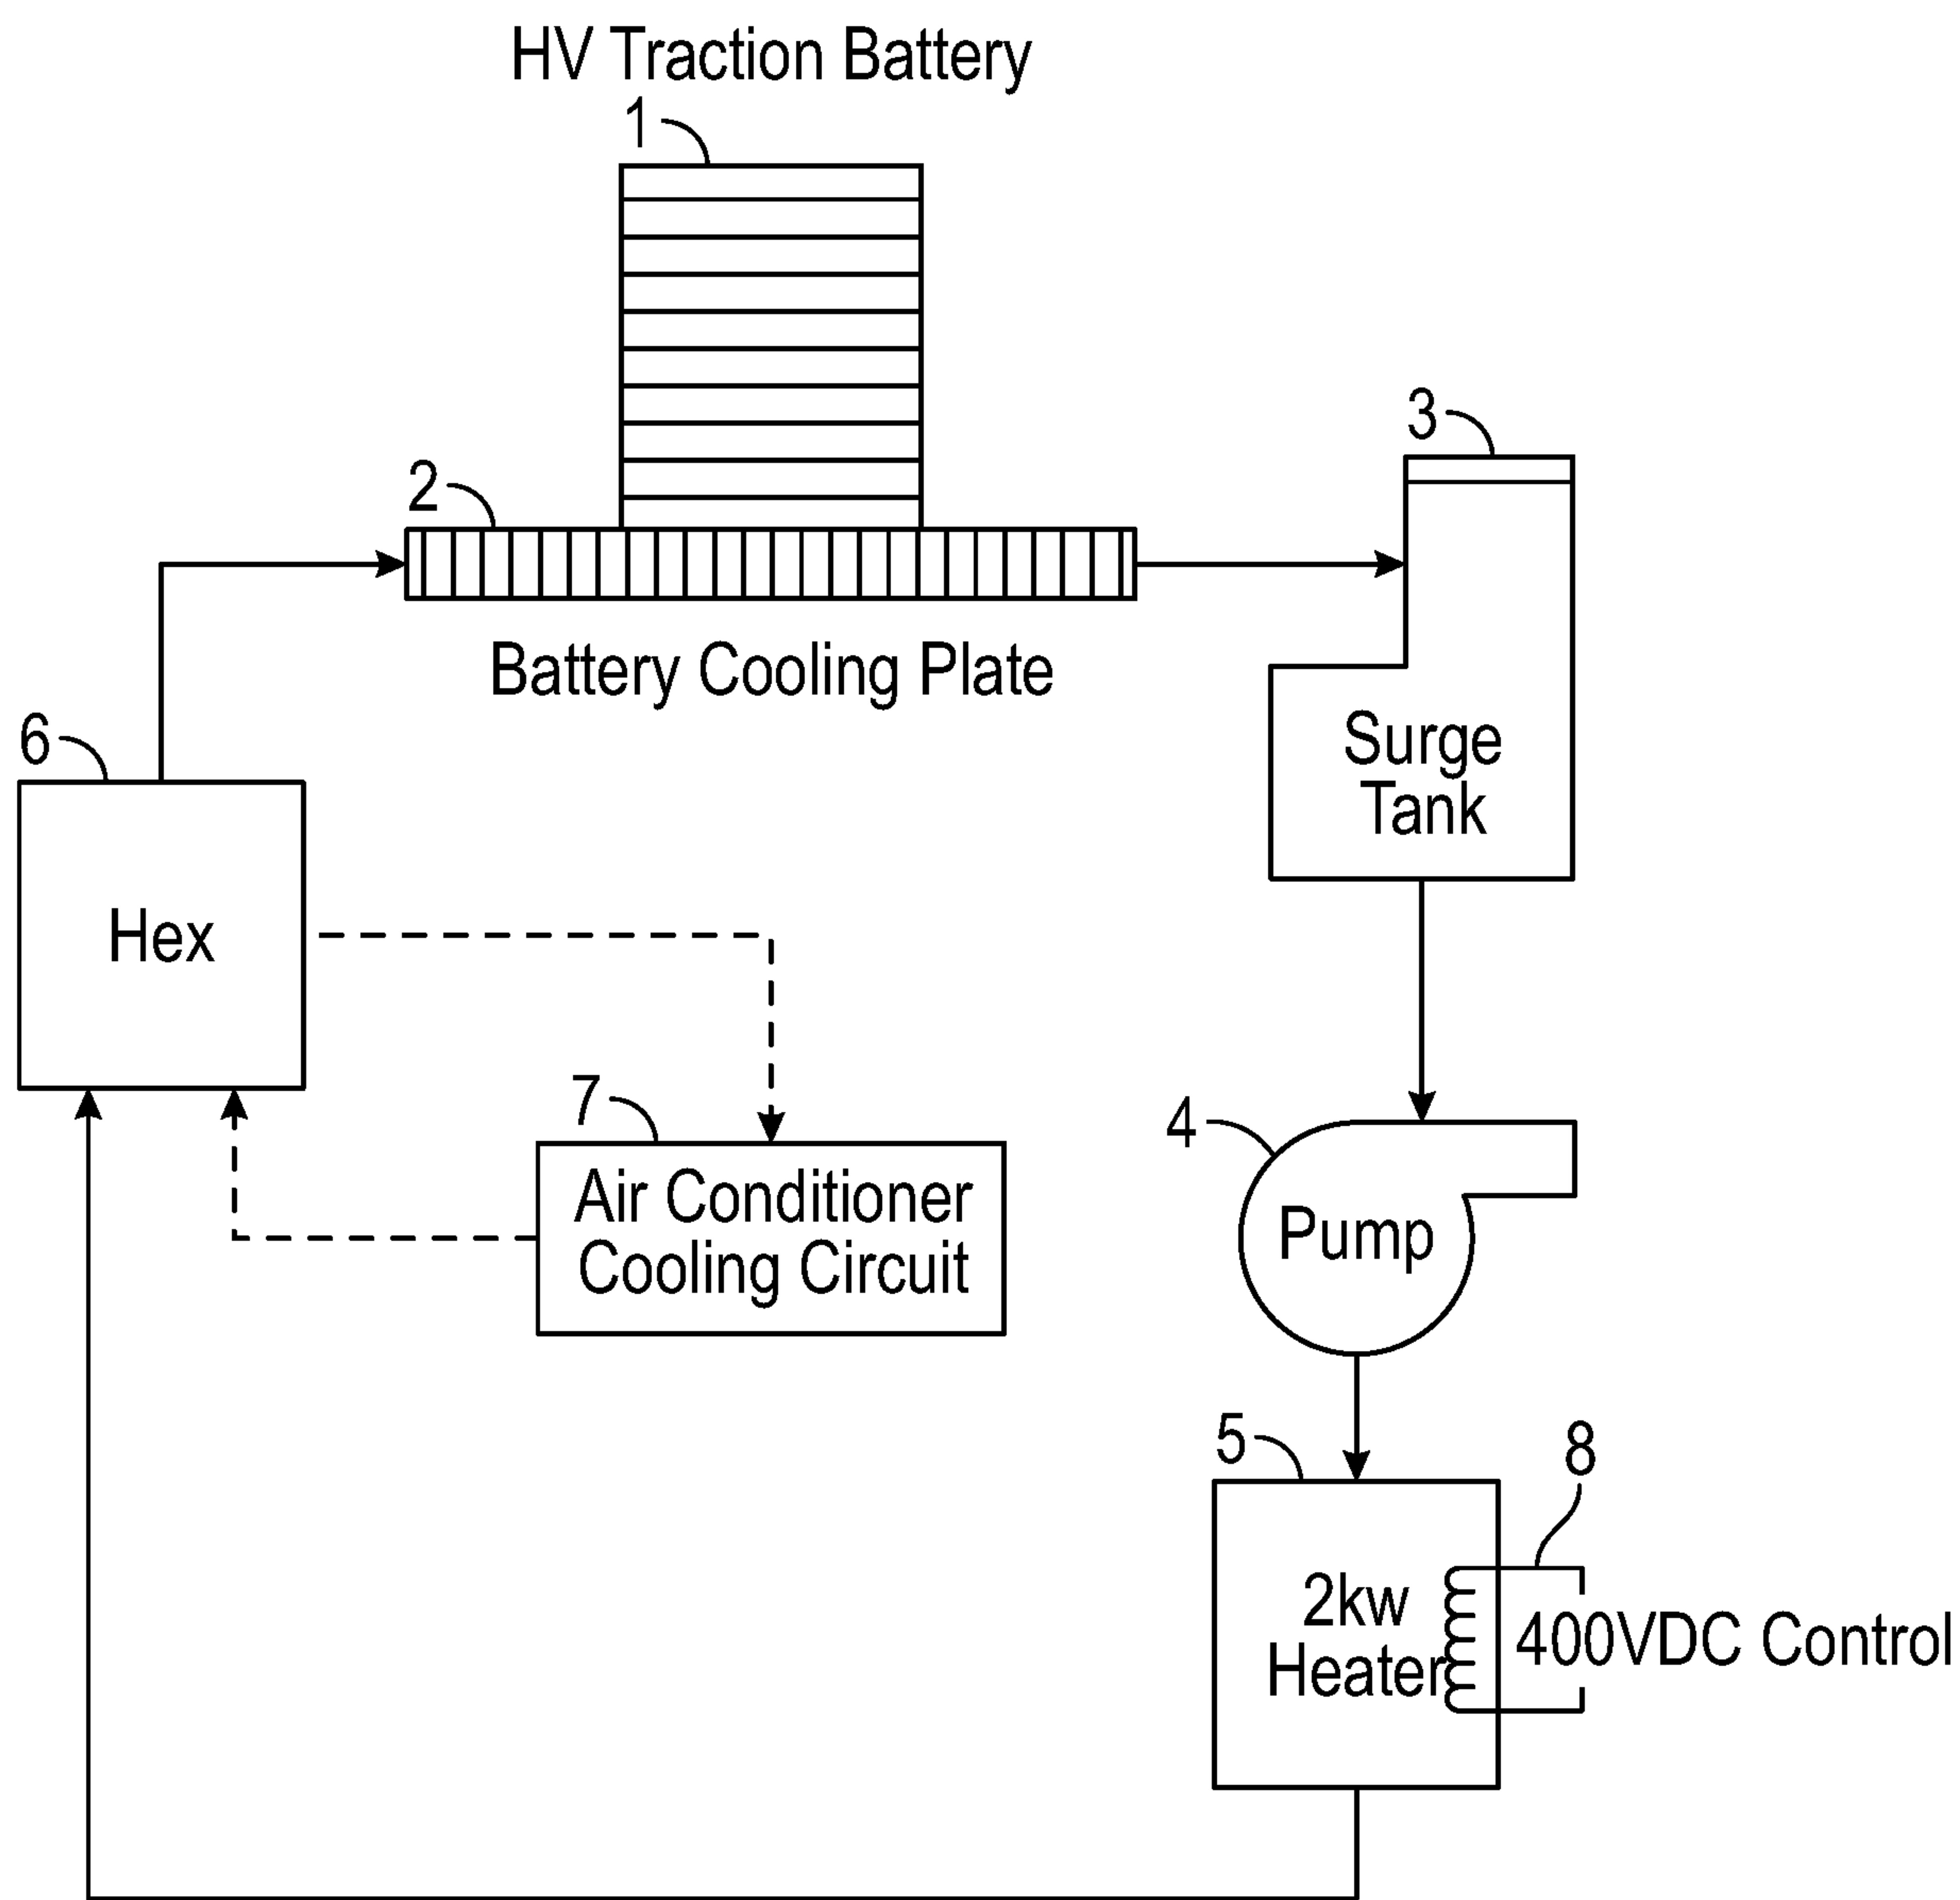 HV Traction Battery
1
3
2
Battery Cooling Plate
6
Surge
Tank
Hex
7
4
Air Conditioner
Cooling Circuit
Pump
5
8
2kw
Heater
400VDC Control